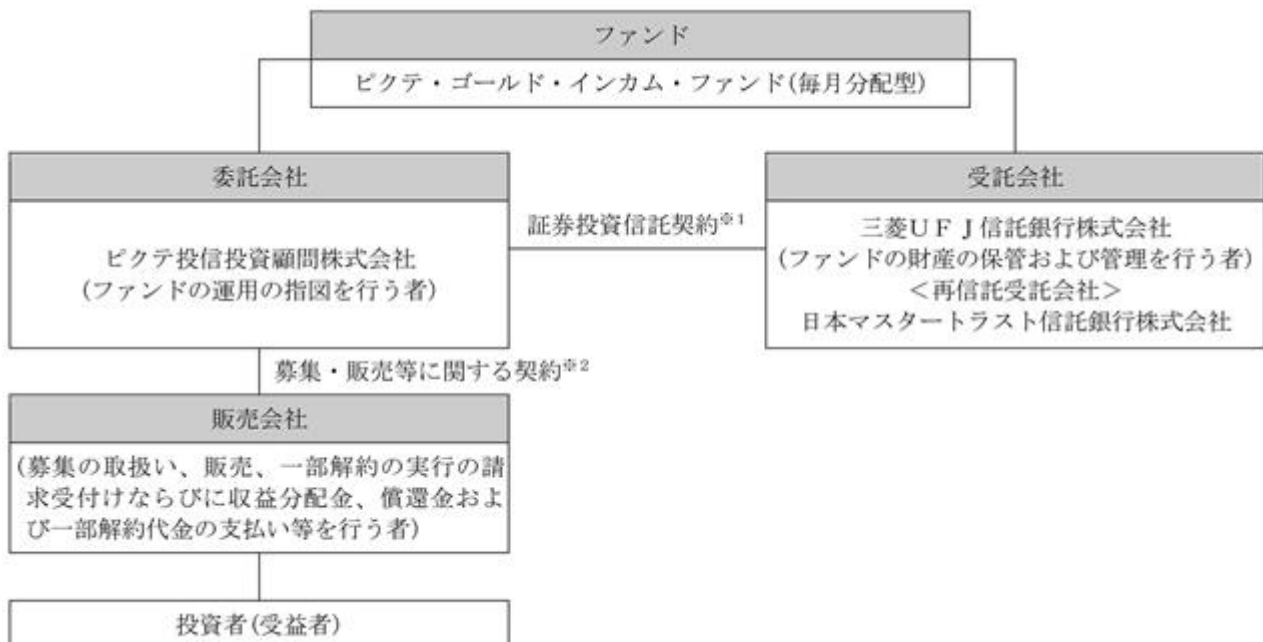 ファンド
ピクテ・ゴールド・インカム・ファンド(毎月分配型)
委託会社
ピクテ投信投資顧問株式会社
(ファンドの運用の指図を行う者)
証券投資信託契約※1
受託会社
三菱UFJ信託銀行株式会社
(ファンドの財産の保管および管理を行う者)
<再信託受託会社>
日本マスタートラスト信託銀行株式会社
募集・販売等に関する契約※2
販売会社
(募集の取扱い、販売、一部解約の実行の請
求受付けならびに収益分配金、償還金およ
び一部解約代金の支払い等を行う者)
投資者(受益者)